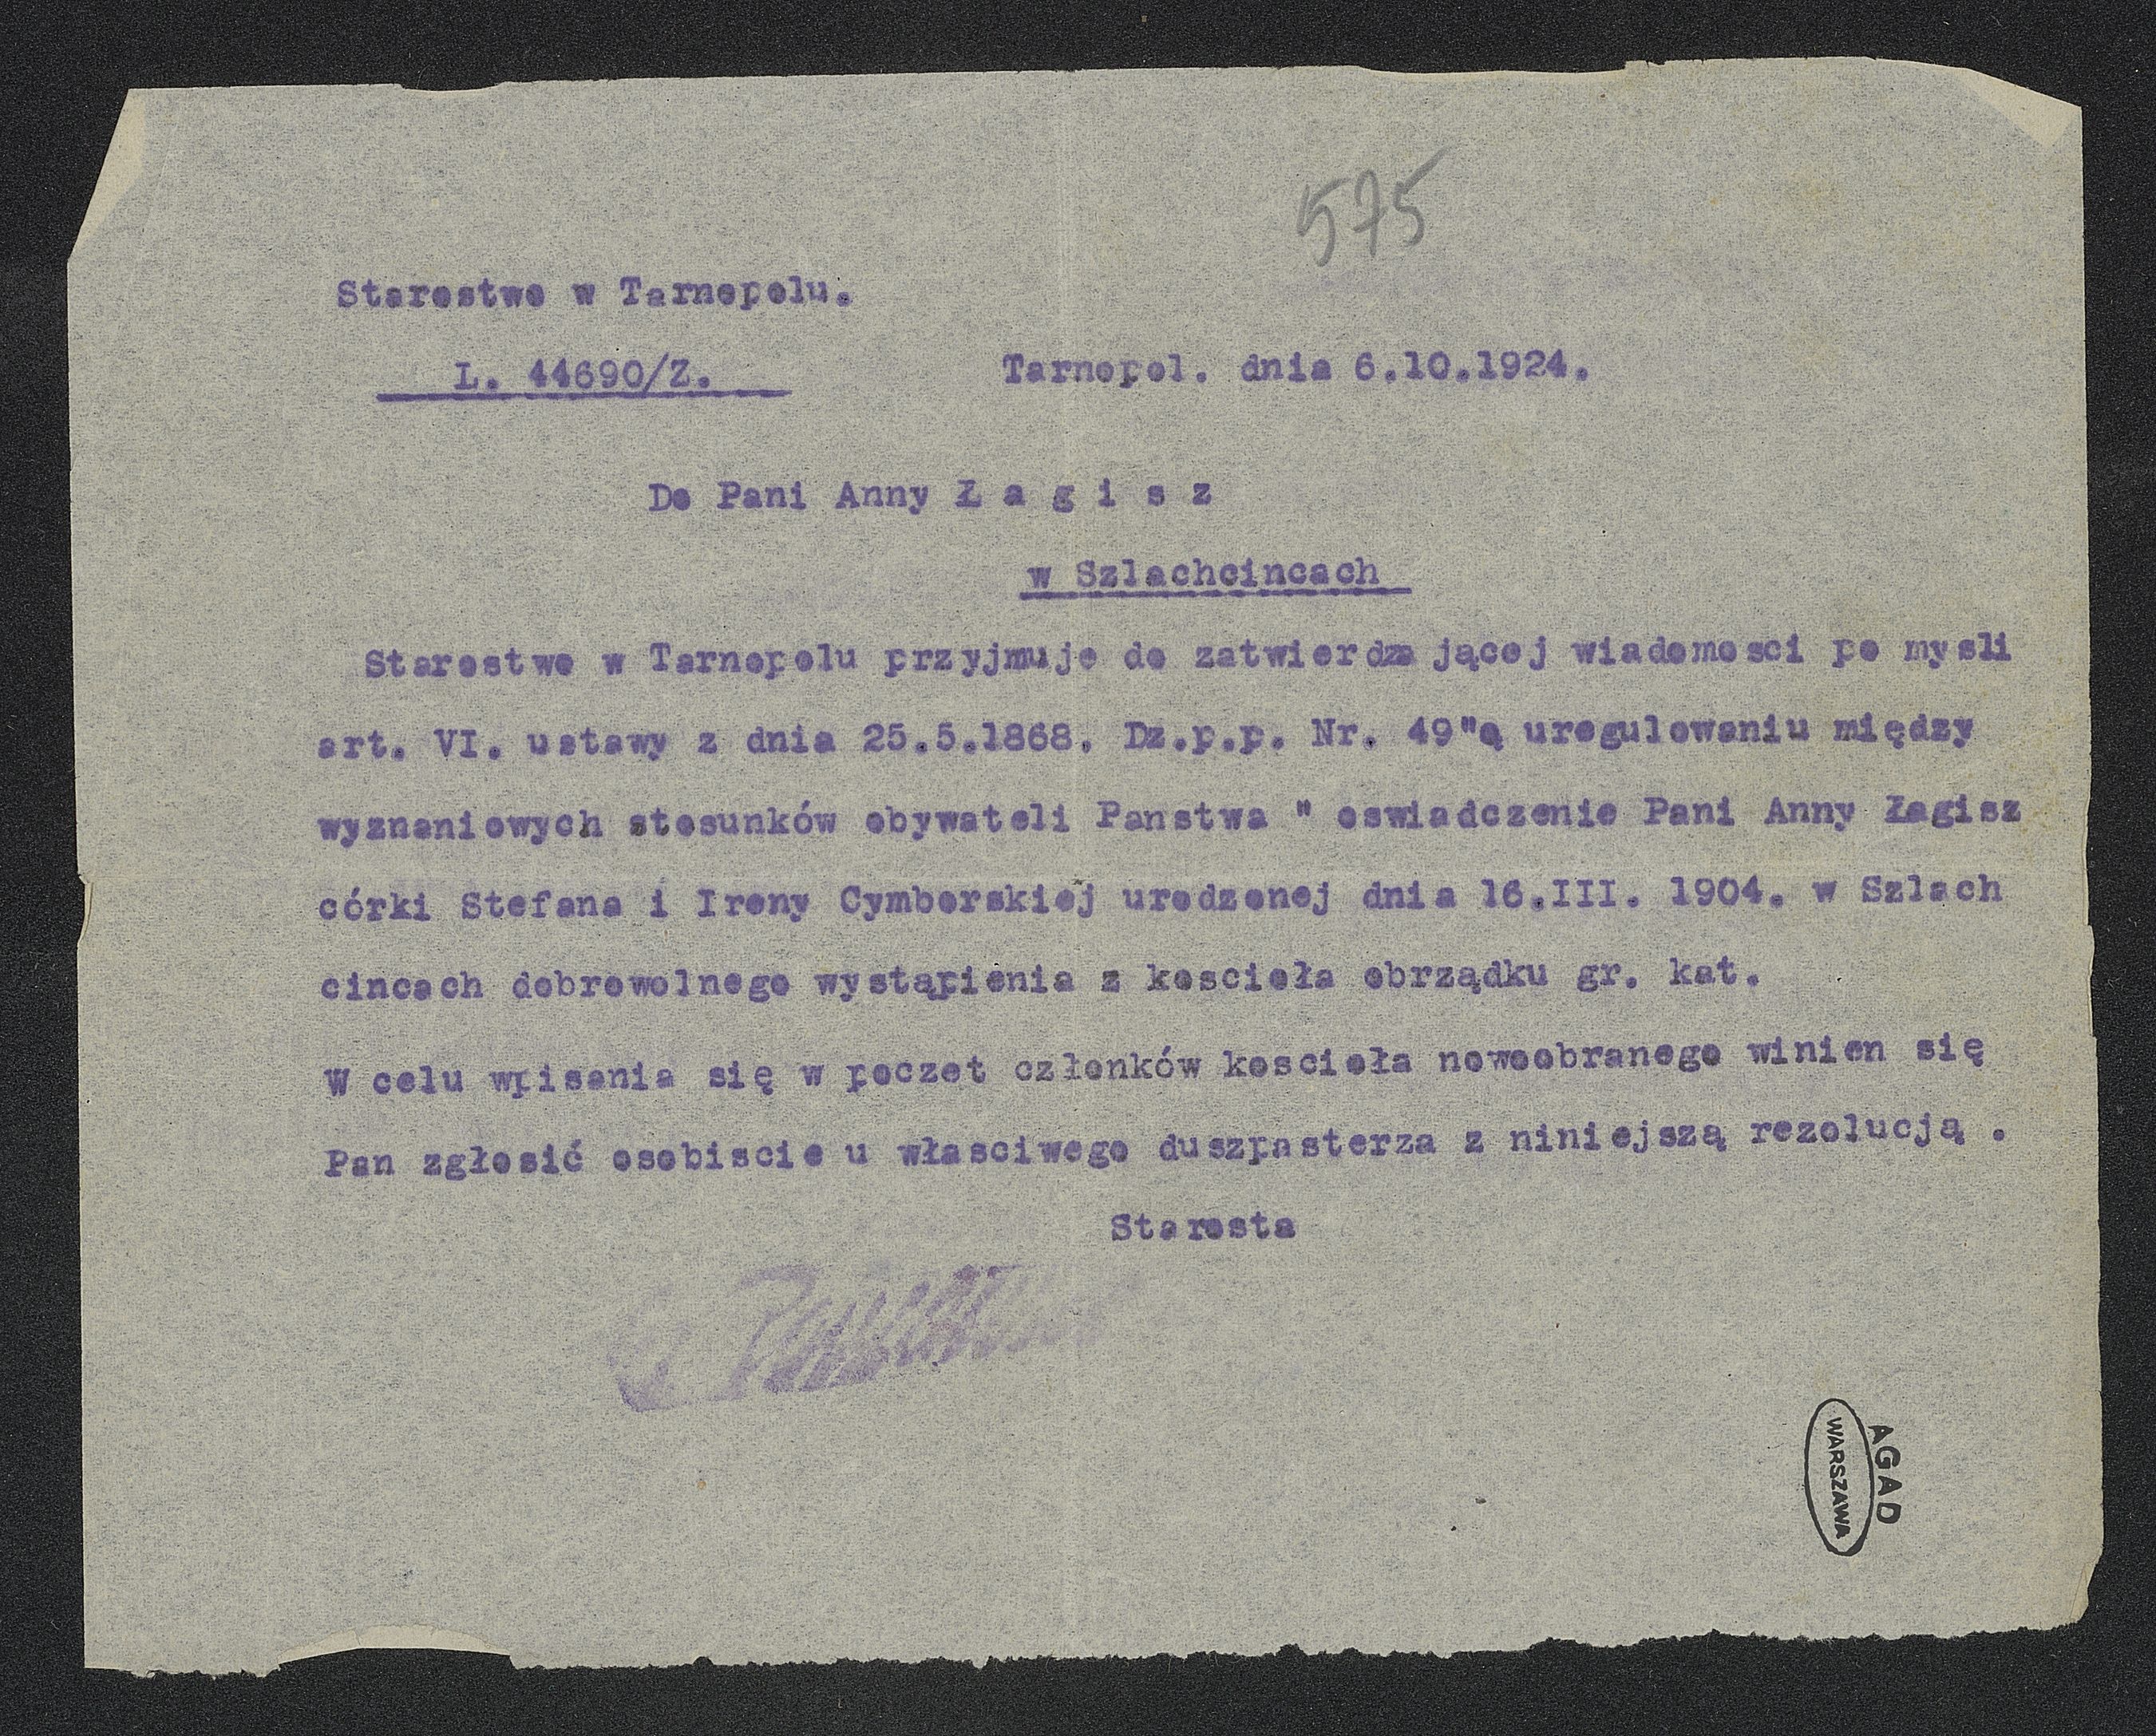 575
Starostwo w Tarnopolu.
L. 44690/Z.
Tarnopol. dnia 6.10.1924.
Do Pani Anny Ł a g i s z
w Szlachcincach
Starostwo w Tarnopolu przyjmuje do zatwierdza jącej wiadomosci po mysli
art. VI. ustawy z dnia 25.5.1868. Dz.p.p. Nr. 49"o uregulowaniu między
wyznaniowych stosunków obywateli Panstwa " oswiadczenie Pani Anny Łagisz
córki Stefana i Ireny Cymborskiej urodzonej dnia 16.III. 1904. w Szlach
cincach dobrowolnego wystąpienia z koscioła obrządku gr. kat.
W celu wpisania się w poczet członków koscioła nowoobranego winien się
Pan zgłosić osobiscie u własciwego duszpasterza z niniejszą rezolucją .
Starosta
AGAD
WARSZAWA